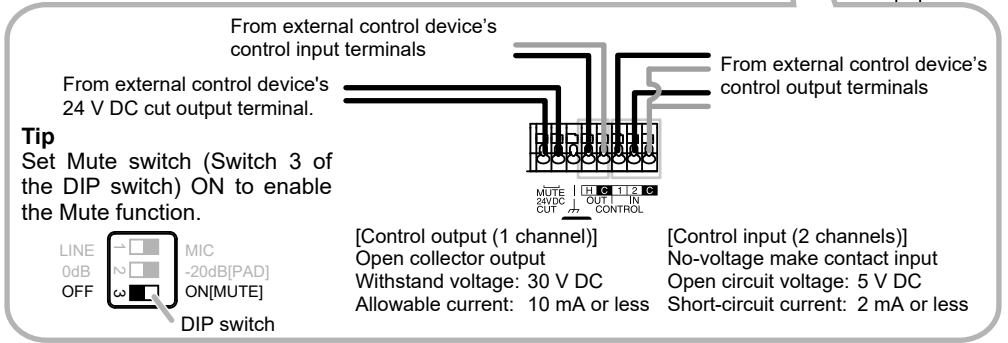 From external control device's
control input terminals
From external control device's
control output terminals
From external control device's
24 V DC cut output terminal.
Tip
Set Mute switch (Switch 3 of
the DIP switch) ON to enable
the Mute function.
MUTE
24VDC
CUT
H C 1 2 C
OUT IN
CONTROL
LINE 1 MIC
0dB 2 -20dB[PAD]
OFF 3 ON[MUTE]
DIP switch
[Control output (1 channel)]
Open collector output
Withstand voltage: 30 V DC
Allowable current: 10 mA or less
[Control input (2 channels)]
No-voltage make contact input
Open circuit voltage: 5 V DC
Short-circuit current: 2 mA or less